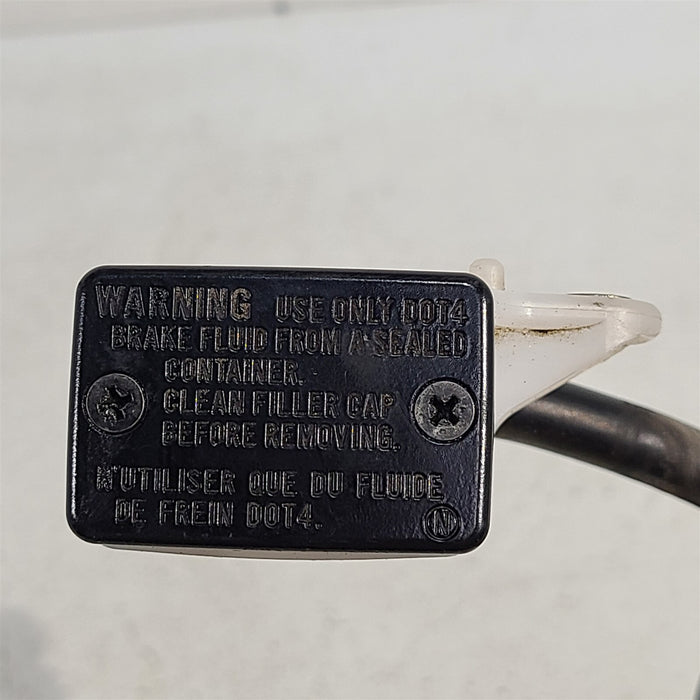 WARNING USE ONLY DOT4
BRAKE FLUID FROM A SEALED
CONTAINER.
CLEAN FILLER CAP
BEFORE REMOVING.
N'UTILISER QUE DU FLUIDE
DE FREIN DOT4.
N